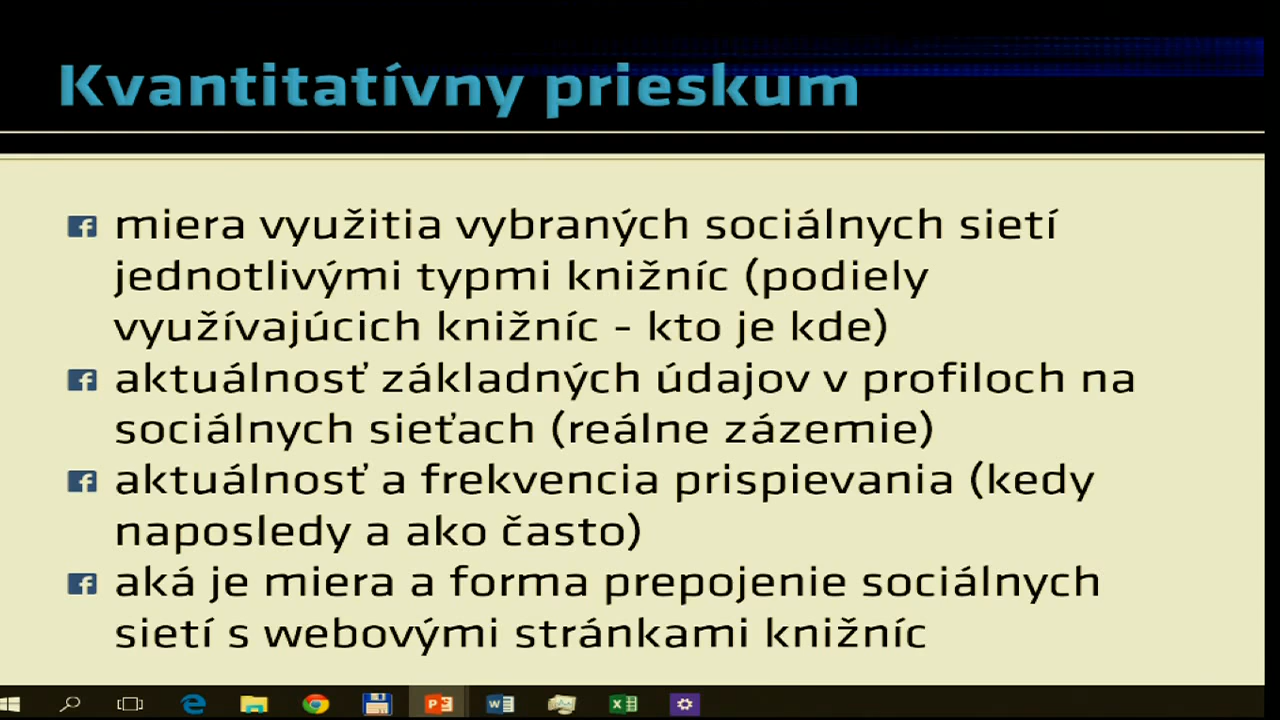 Kvantitatívny prieskum
miera využitia vybraných sociálnych sietí
jednotlivými typmi knižníc (podiely
využívajúcich knižníc - kto je kde)
aktuálnosť základných údajov v profiloch na
sociálnych sieťach (reálne zázemie)
aktuálnosť a frekvencia prispievania (kedy
naposledy a ako často)
aká je miera a forma prepojenie sociálnych
sietí s webovými stránkami knižníc